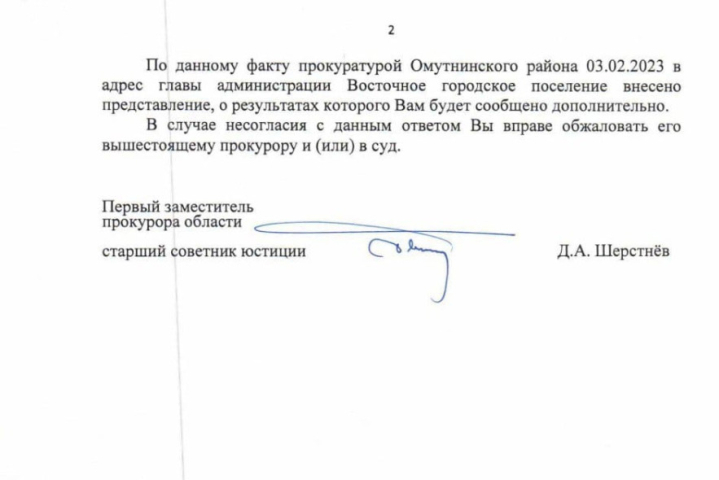 2
По данному факту прокуратурой Омутнинского района 03.02.2023 в
адрес главы администрации Восточное городское поселение внесено
представление, о результатах которого Вам будет сообщено дополнительно.
В случае несогласия с данным ответом Вы вправе обжаловать его
вышестоящему прокурору и (или) в суд.
Первый заместитель
прокурора области
старший советник юстиции Д.А. Шерстнёв